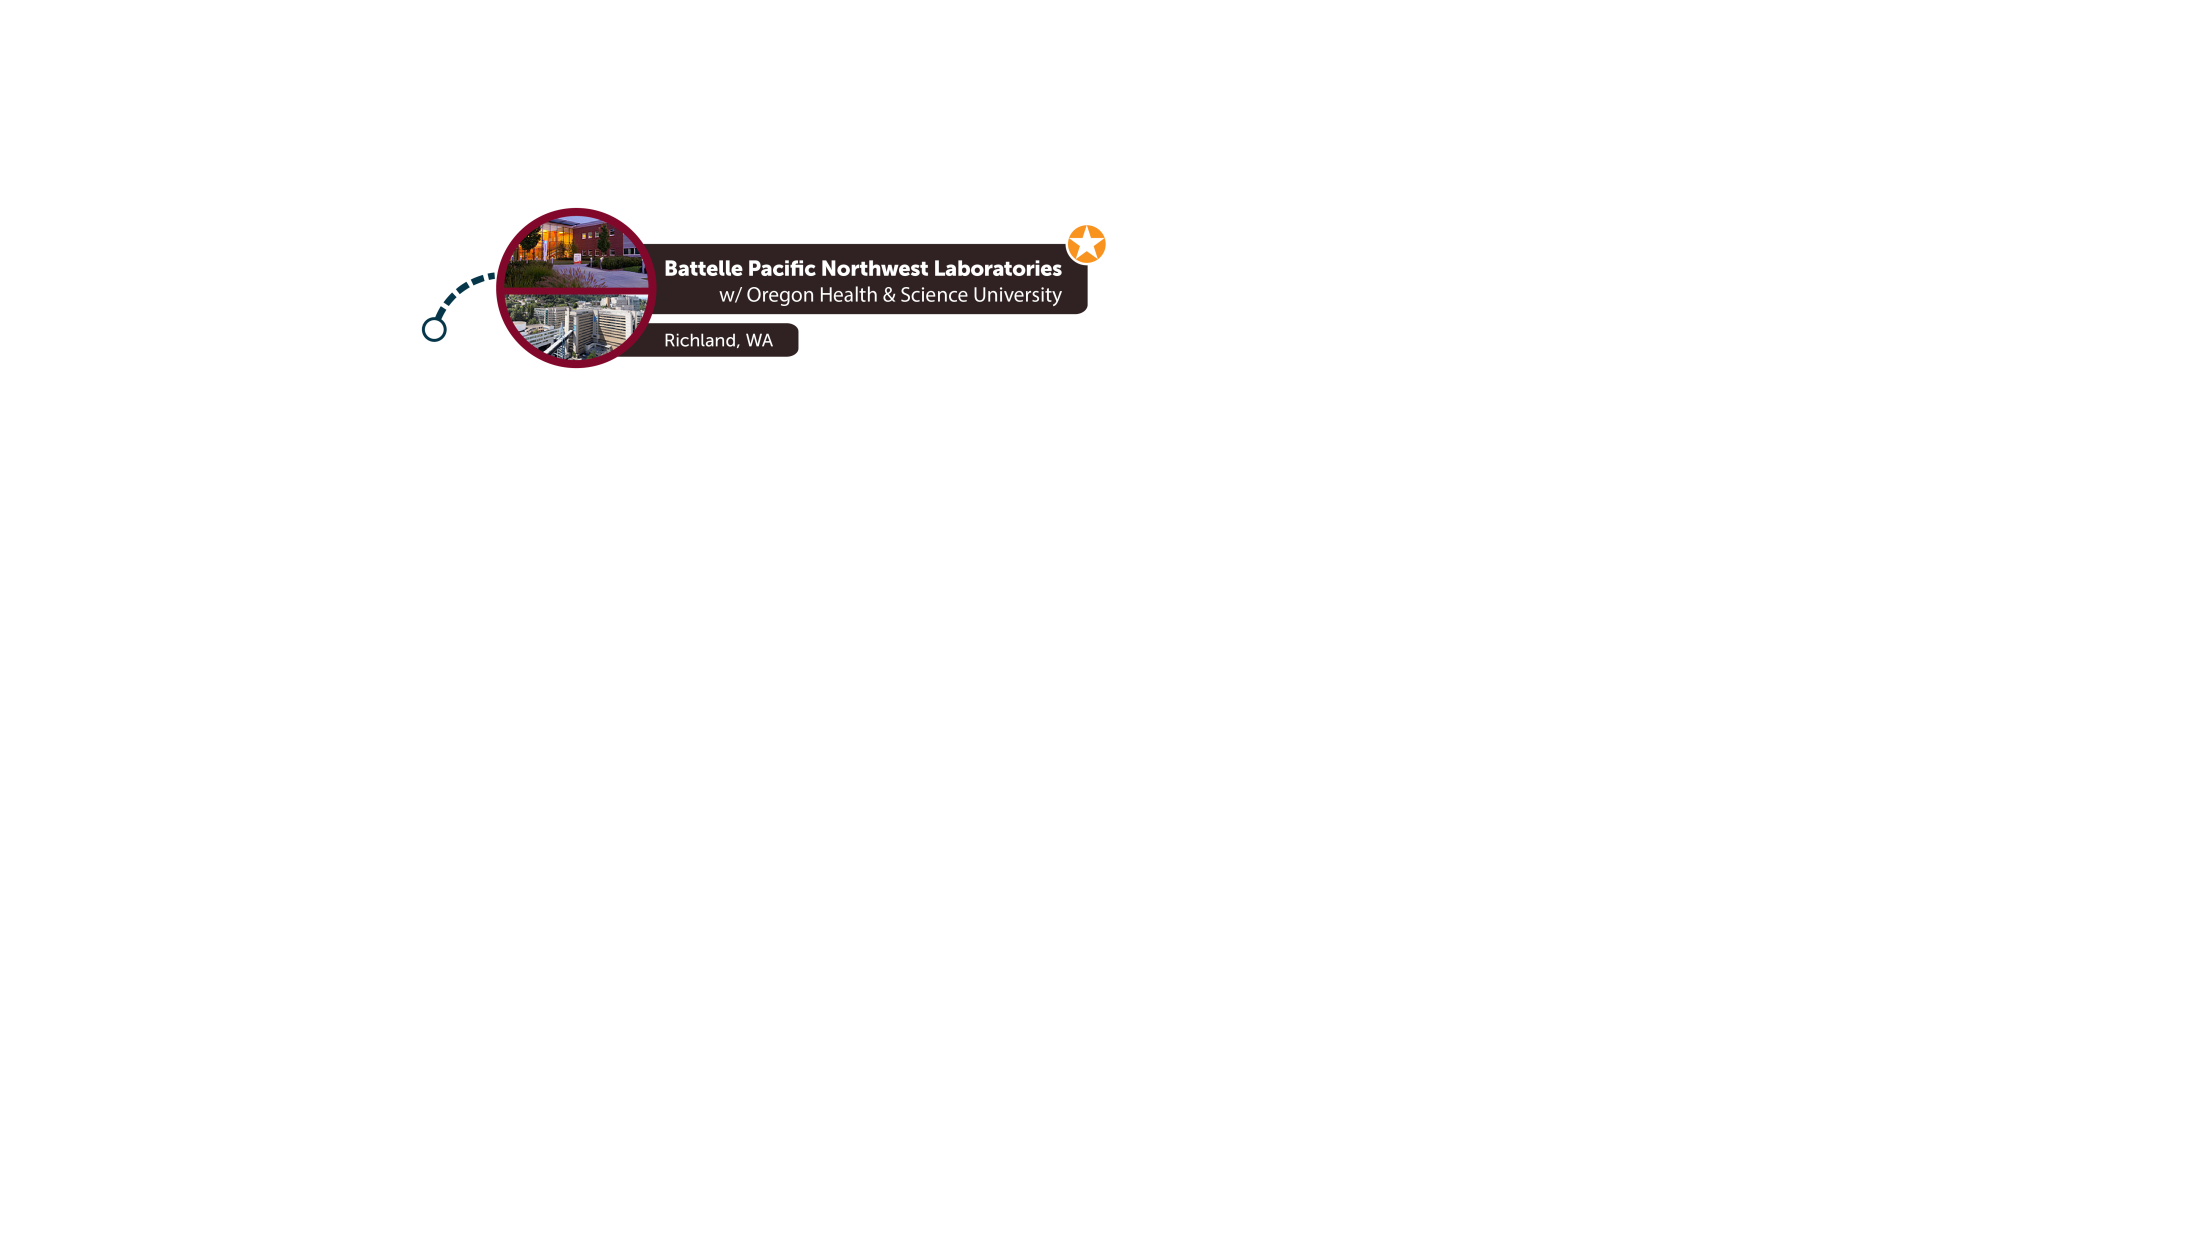 Battelle Pacific Northwest Laboratories
w/ Oregon Health & Science University
Richland, WA